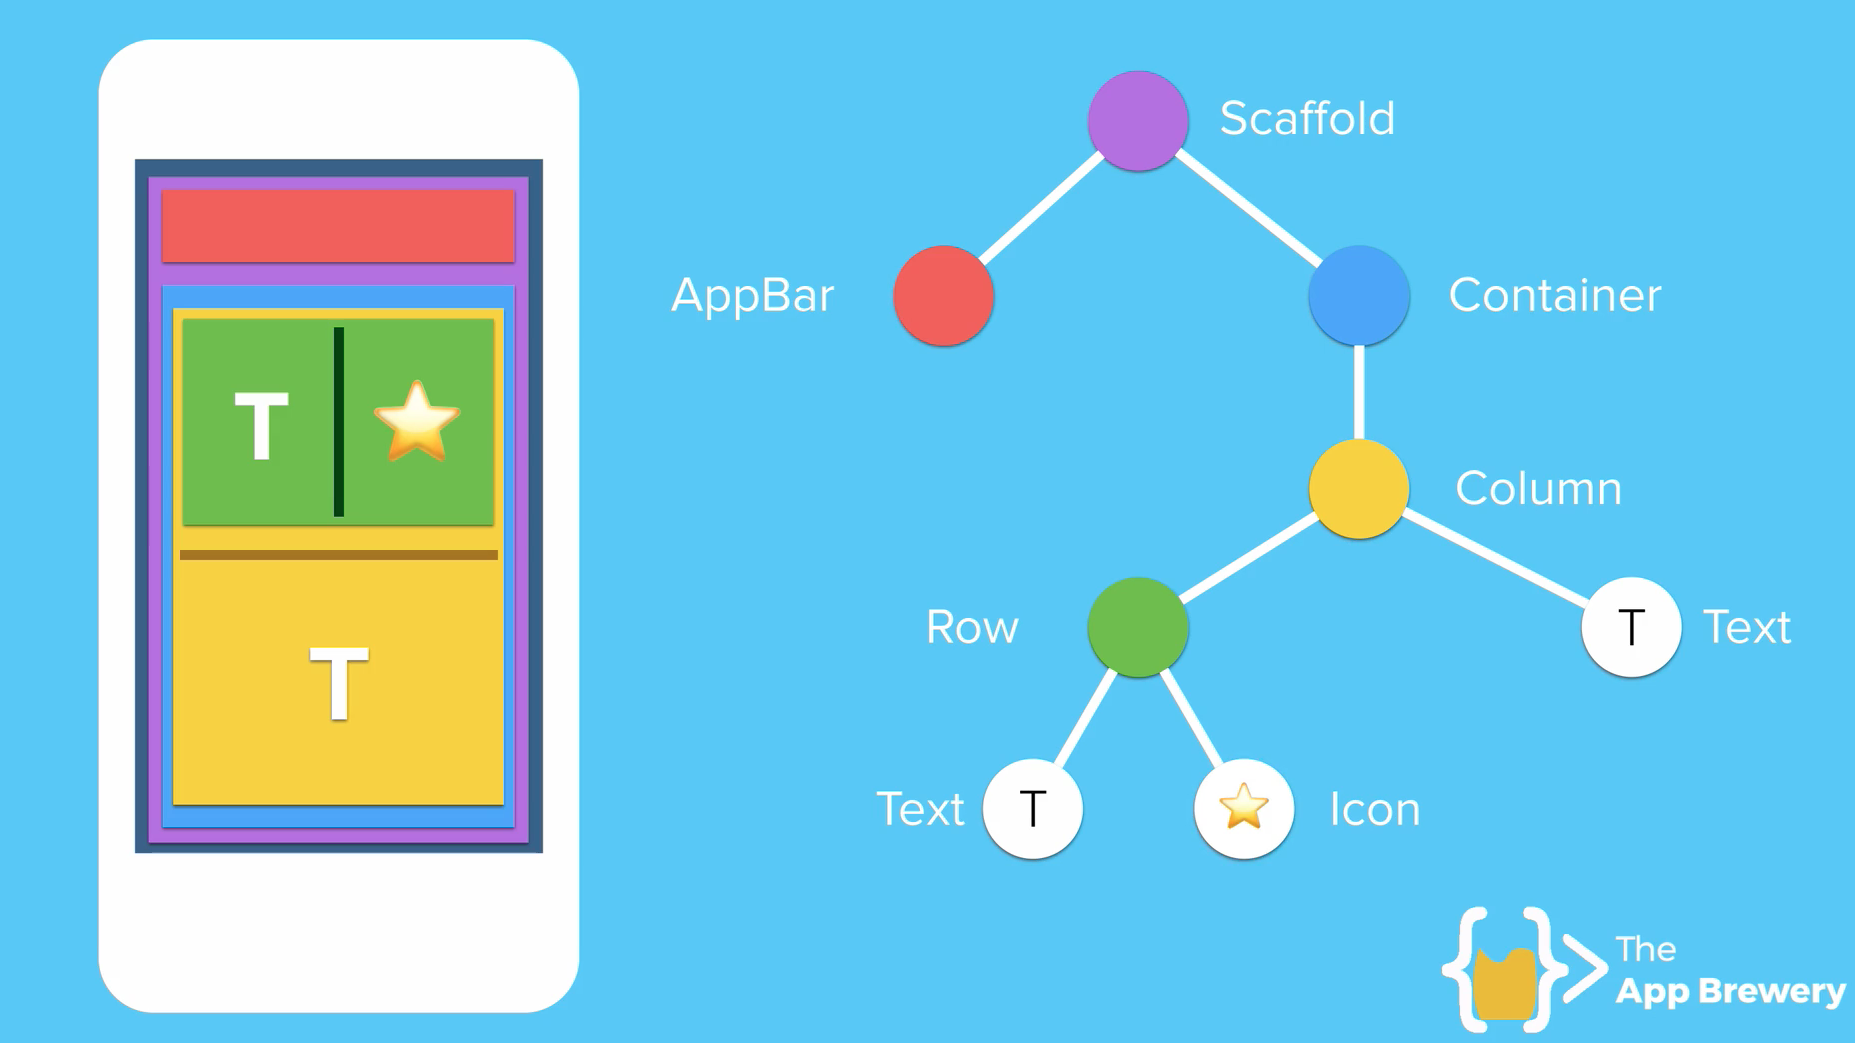 Scaffold
AppBar
Container
T
Column
Row
T
Text
T
Text
T
Icon
The
App Brewery